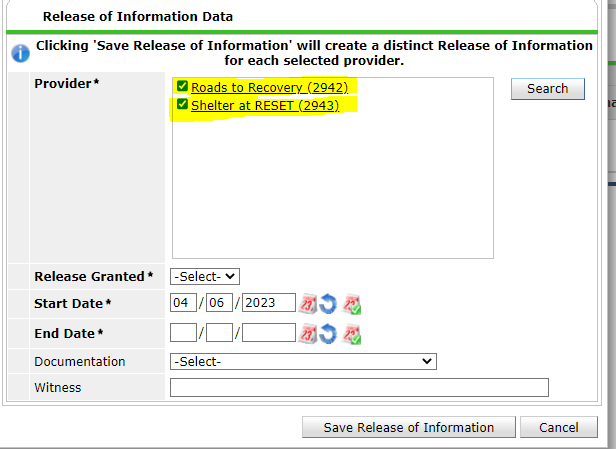 Release of Information Data
Clicking 'Save Release of Information' will create a distinct Release of Information
for each selected provider.
Provider*
Roads to Recovery (2942)
Shelter at RESET (2943)
Search
Release Granted* -Select-
Start Date* 04 / 06 / 2023
End Date* / /
Documentation -Select-
Witness
Save Release of Information Cancel